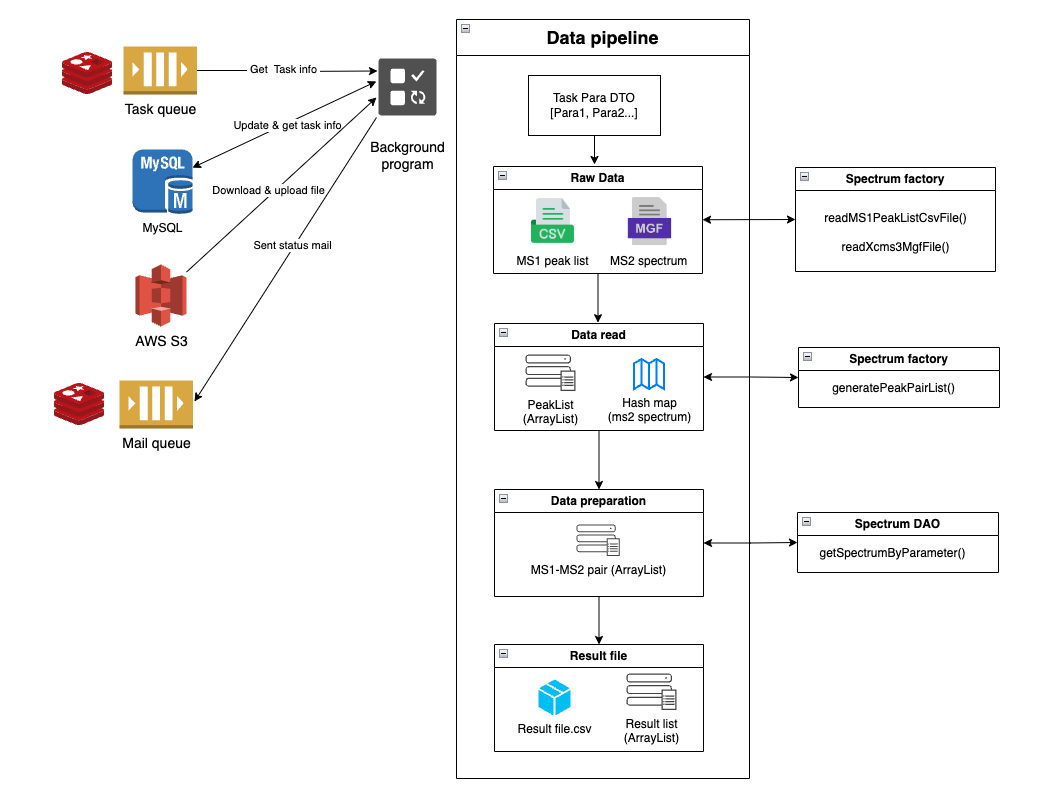 Task queue
Get  Task info
Update & get task info
MySQL
M
MySQL
Download & upload file
Sent status mail
AWS S3
Mail queue
Background
program
Data pipeline
Task Para DTO
[Para1, Para2...]
Raw Data
CSV
MGF
MS1 peak list
MS2 spectrum
Spectrum factory
readMS1PeakListCsvFile()
readXcms3MgfFile()
Data read
PeakList
(ArrayList)
Hash map
(ms2 spectrum)
Spectrum factory
generatePeakPairList()
Data preparation
MS1-MS2 pair (ArrayList)
Spectrum DAO
getSpectrumByParameter()
Result file
Result file.csv
Result list
(ArrayList)